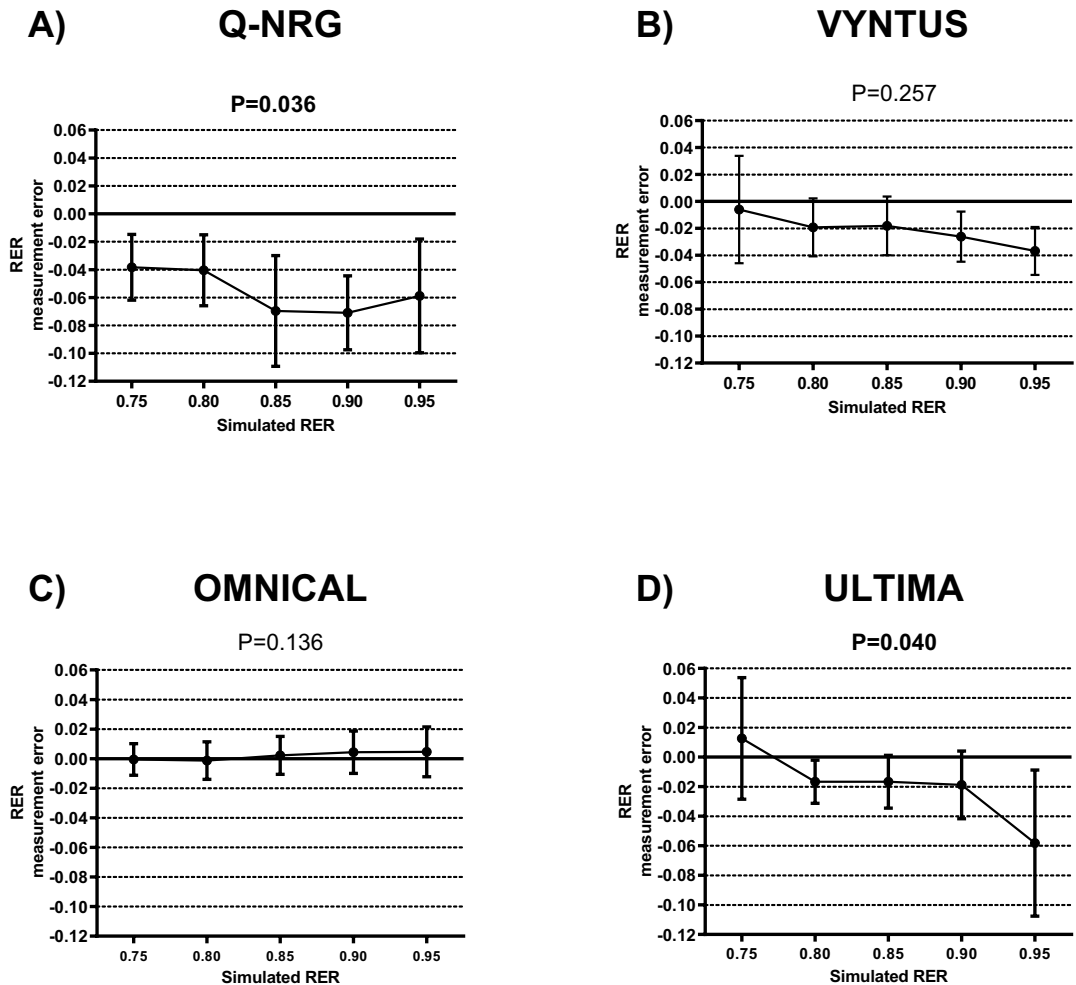 A) Q-NRG
P=0.036
0.06
0.04
0.02
0.00
-0.02
-0.04
-0.06
-0.08
-0.10
-0.12
RER
measurement error
0.75 0.80 0.85 0.90 0.95
Simulated RER
B) VYNTUS
P=0.257
0.06
0.04
0.02
0.00
-0.02
-0.04
-0.06
-0.08
-0.10
-0.12
RER
measurement error
0.75 0.80 0.85 0.90 0.95
Simulated RER
C) OMNICAL
P=0.136
0.06
0.04
0.02
0.00
-0.02
-0.04
-0.06
-0.08
-0.10
-0.12
RER
measurement error
0.75 0.80 0.85 0.90 0.95
Simulated RER
D) ULTIMA
P=0.040
0.06
0.04
0.02
0.00
-0.02
-0.04
-0.06
-0.08
-0.10
-0.12
RER
measurement error
0.75 0.80 0.85 0.90 0.95
Simulated RER